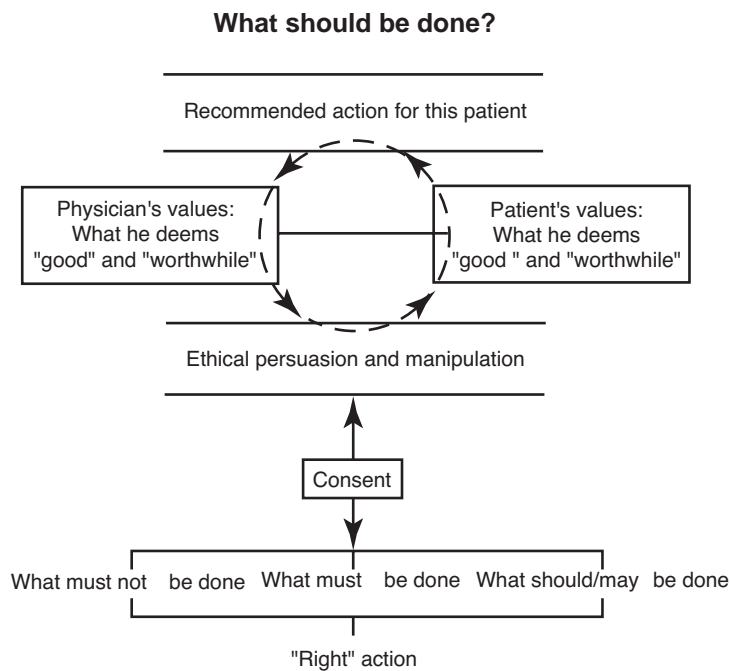 What should be done?
Recommended action for this patient
Physician's values:
What he deems
"good" and "worthwhile"
Patient's values:
What he deems
"good " and "worthwhile"
Ethical persuasion and manipulation
Consent
What must not be done What must be done What should/may be done
"Right" action